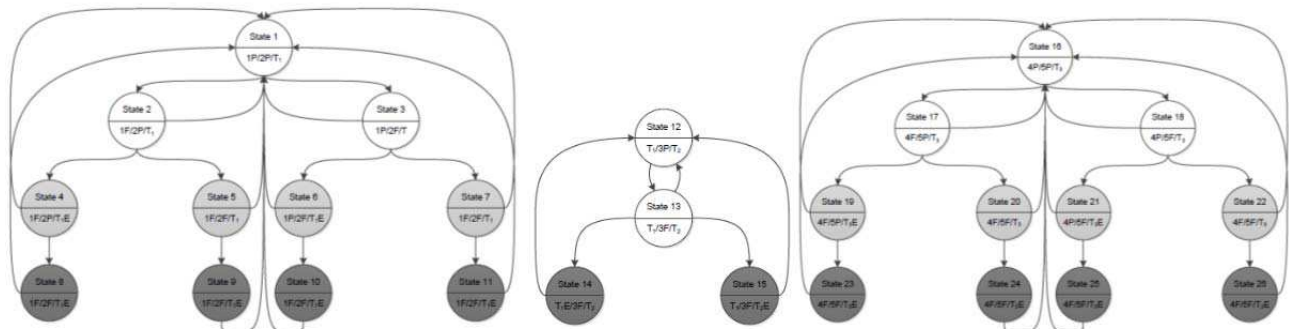 State 1
1P/2P/T₁
State 2
1F/2P/T₁
State 3
1P/2F/T
State 4
1F/2P/T₁E
State 5
1F/2F/T₁
State 6
1P/2F/T₁E
State 7
1F/2F/T₁
State 8
1F/2F/T₁E
State 9
1F/2F/T₁E
State 10
1F/2F/T₁E
State 11
1F/2F/T₁E
State 12
T₁/3P/T₂
State 13
T₁/3F/T₂
State 14
T₁E/3F/T₂
State 15
T₁/3F/T₂E
State 16
4P/5P/T₃
State 17
4F/5P/T₃
State 18
4P/5F/T₃
State 19
4F/5P/T₃E
State 20
4F/5F/T₃
State 21
4P/5F/T₃E
State 22
4F/5F/T₃
State 23
4F/5F/T₃E
State 24
4F/5F/T₃E
State 25
4F/5F/T₃E
State 26
4F/5F/T₃E